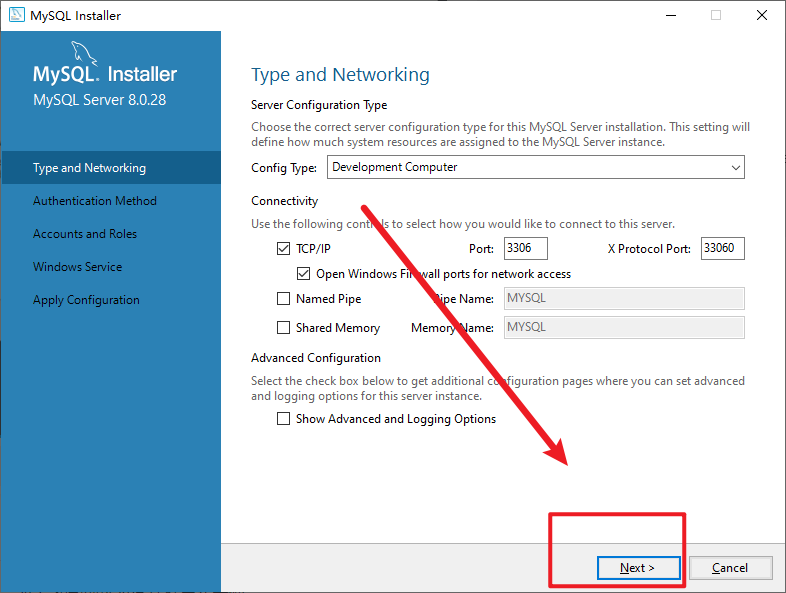 MySQL Installer
MySQL. Installer
MySQL Server 8.0.28
Type and Networking
Authentication Method
Accounts and Roles
Windows Service
Apply Configuration
Type and Networking
Server Configuration Type
Choose the correct server configuration type for this MySQL Server installation. This setting will
define how much system resources are assigned to the MySQL Server instance.
Config Type: Development Computer
Connectivity
Use the following controls to select how you would like to connect to this server.
TCP/IP Port: 3306 X Protocol Port: 33060
Open Windows Firewall ports for network access
Named Pipe Pipe Name: MYSQL
Shared Memory Memory Name: MYSQL
Advanced Configuration
Select the check box below to get additional configuration pages where you can set advanced
and logging options for this server instance.
Show Advanced and Logging Options
Next > Cancel